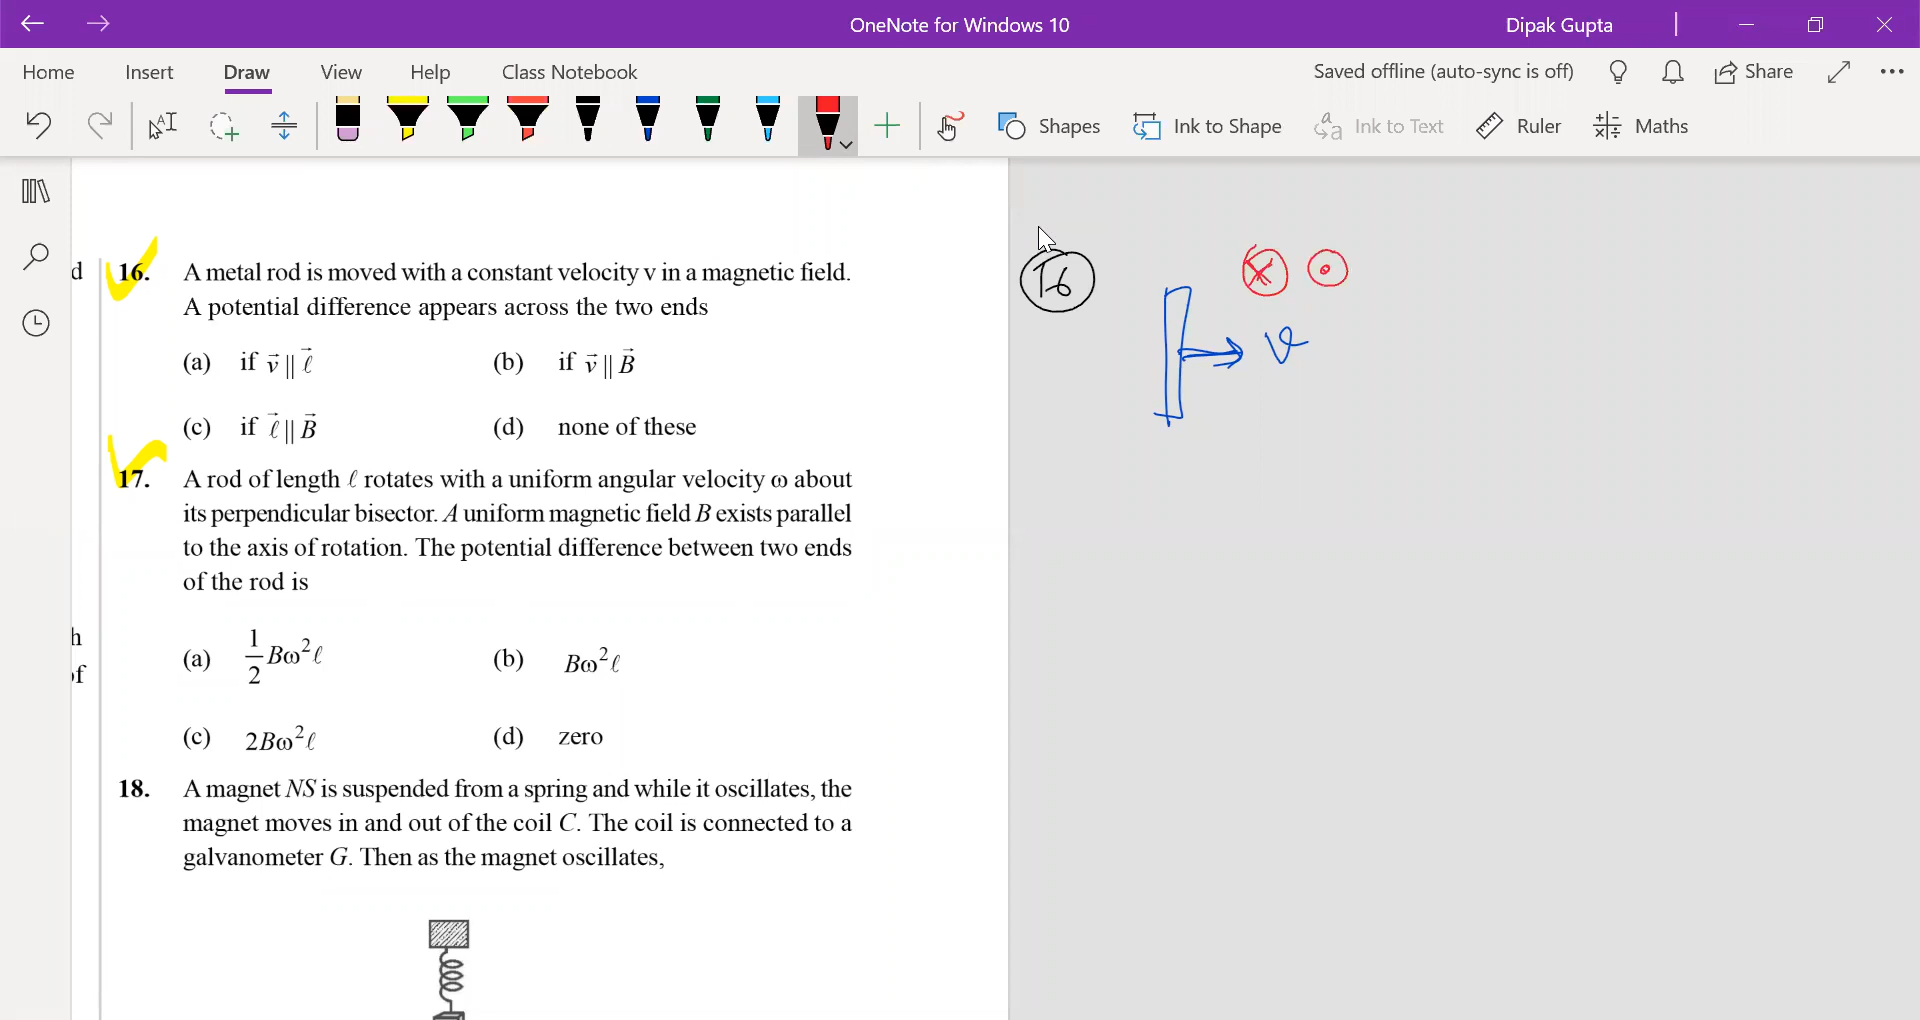 OneNote for Windows 10
Dipak Gupta
Home Insert Draw View Help Class Notebook
Saved offline (auto-sync is off) Share
Shapes Ink to Shape Ink to Text Ruler Maths
d
16. A metal rod is moved with a constant velocity v in a magnetic field.
A potential difference appears across the two ends
(a) if v⃗ || ℓ⃗ (b) if v⃗ || B⃗
(c) if ℓ⃗ || B⃗ (d) none of these
17. A rod of length ℓ rotates with a uniform angular velocity ω about
its perpendicular bisector. A uniform magnetic field B exists parallel
to the axis of rotation. The potential difference between two ends
of the rod is
h
(a) 1/2 Bω²ℓ (b) Bω²ℓ
of
(c) 2Bω²ℓ (d) zero
18. A magnet NS is suspended from a spring and while it oscillates, the
magnet moves in and out of the coil C. The coil is connected to a
galvanometer G. Then as the magnet oscillates,
16
v